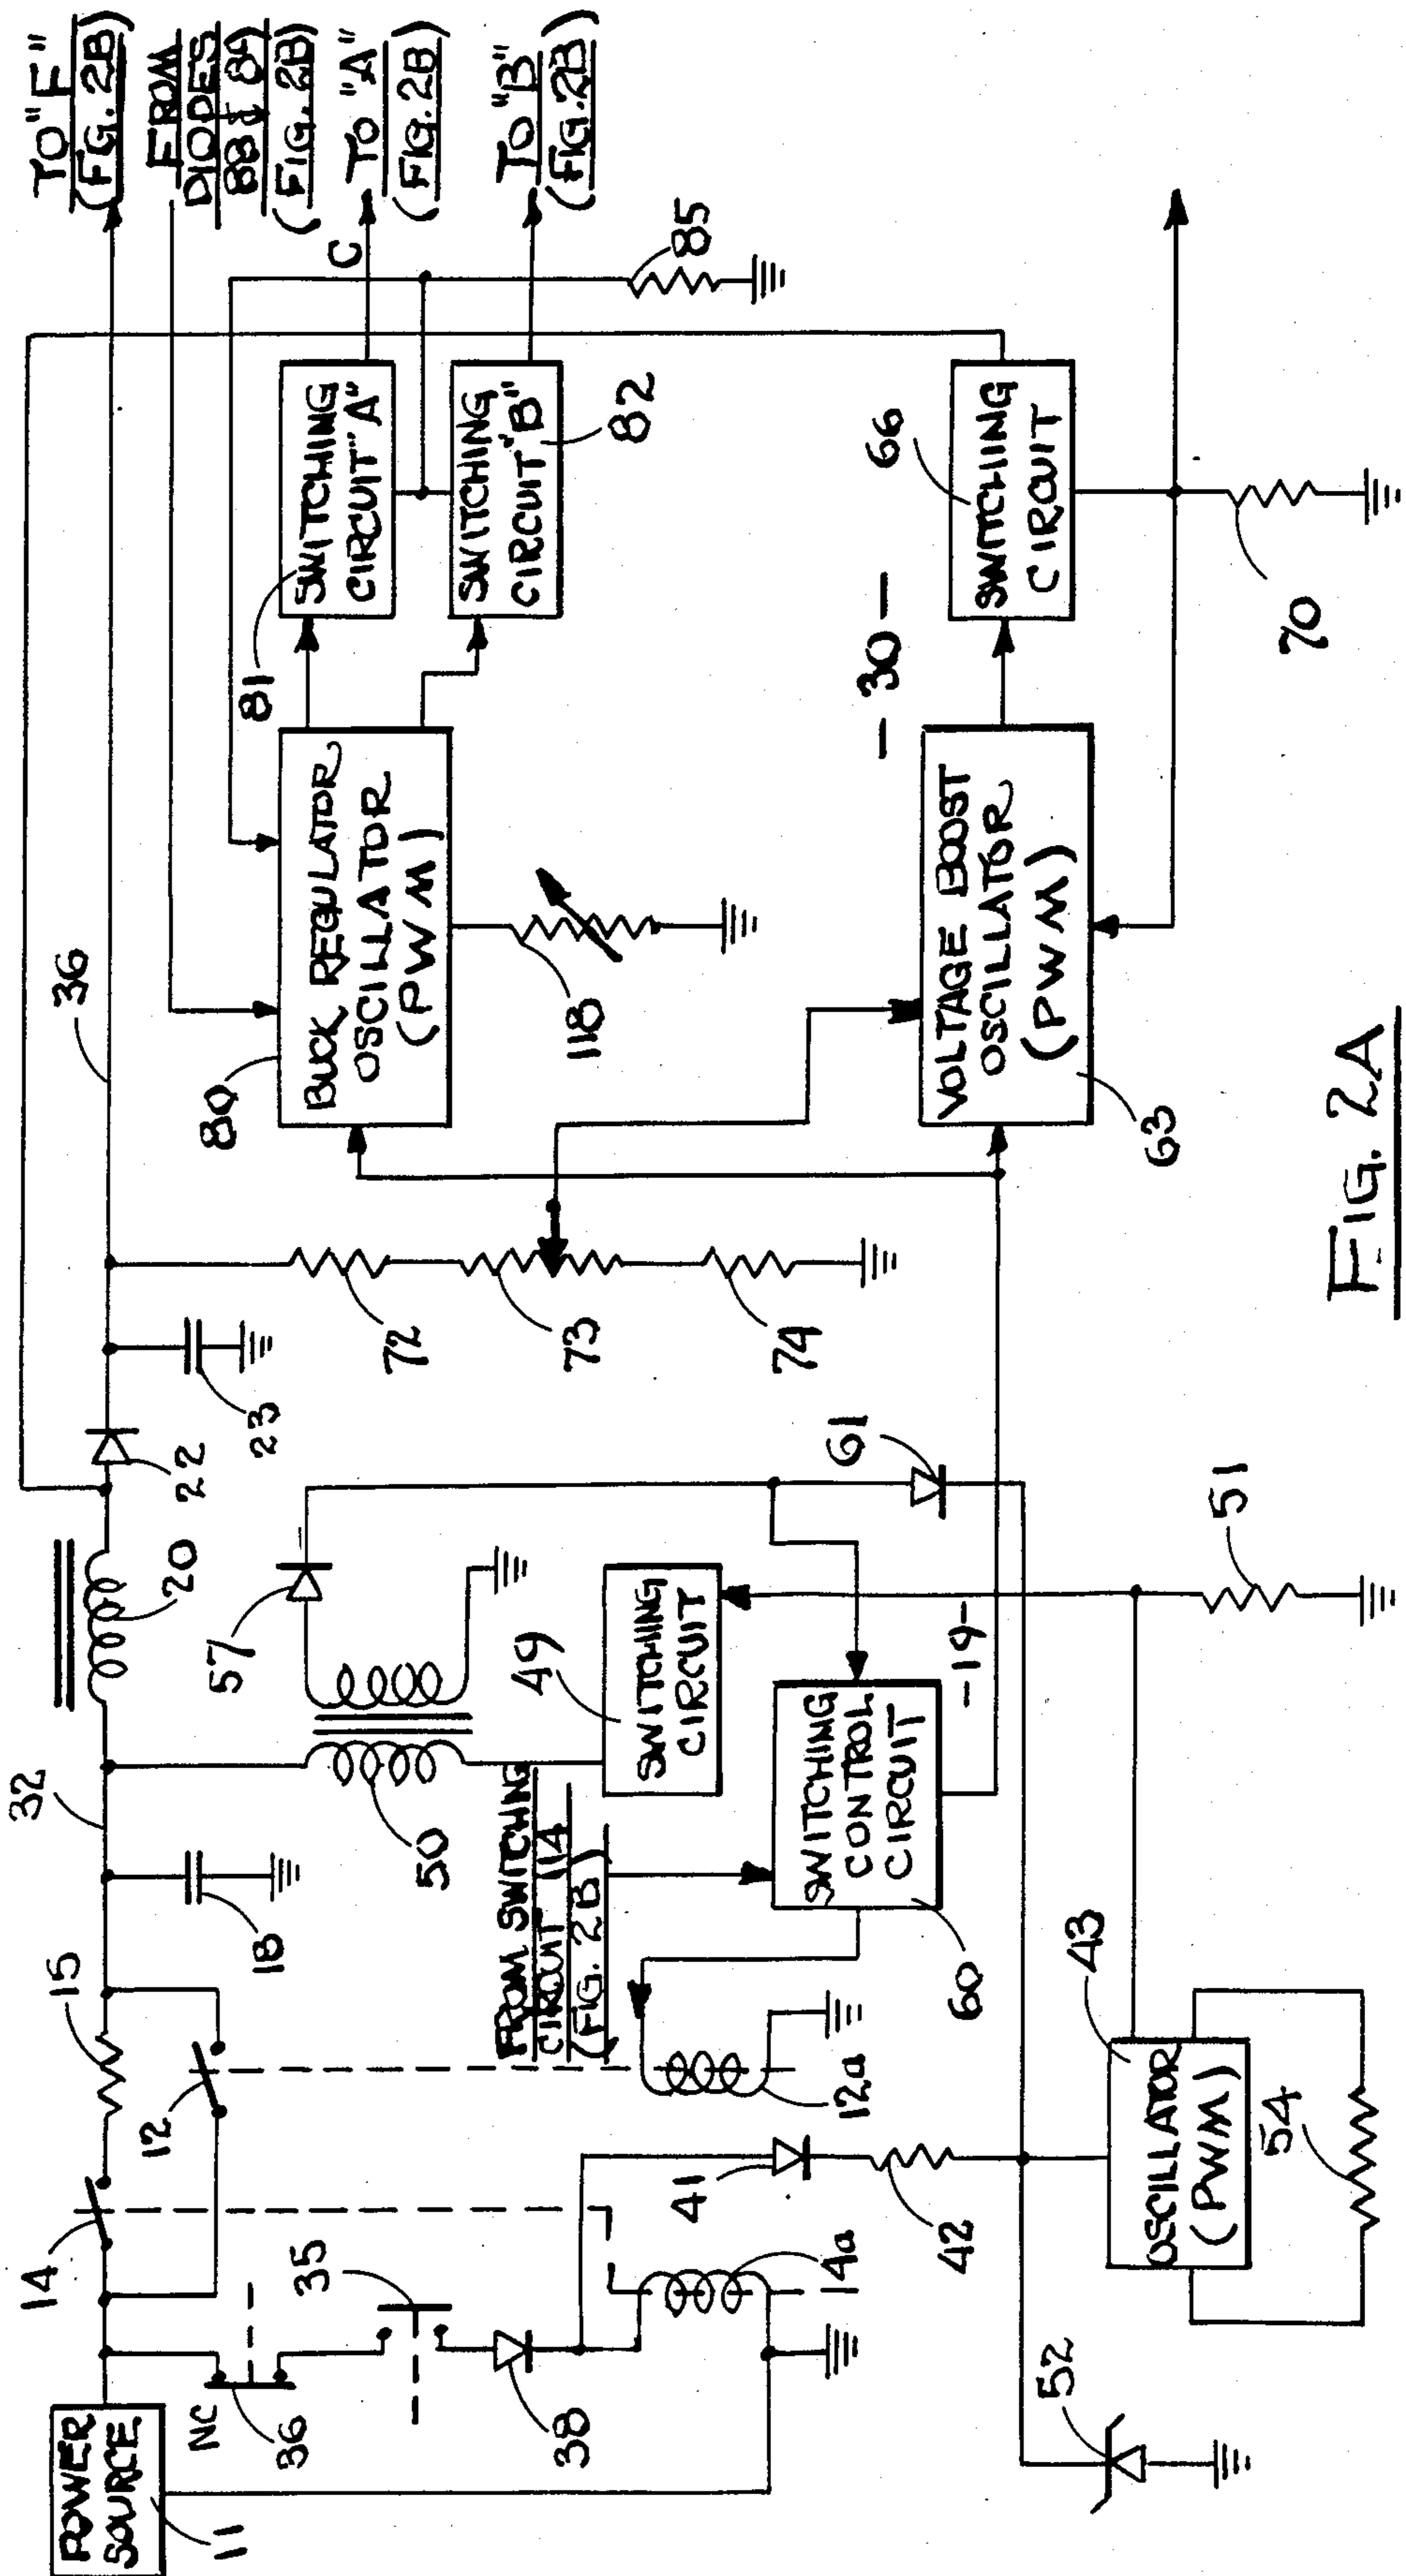 TO "E"
(FG. 2B)
FROM
DIODES
88 & 89
(FIG. 2B)
C TO "A"
(FIG. 2B)
TO "B"
(FIG. 2B)
85
36
80
BUCK REGULATOR
OSCILLATOR
(PWM)
118
81
SWITCHING
CIRCUIT "A"
SWITCHING
CIRCUIT "B"
82
- 30 -
66
SWITCHING
CIRCUIT
70
VOLTAGE BOOST
OSCILLATOR
(PWM)
63
72
73
74
23
22
20
32
18
15
12
14
POWER
SOURCE
11
NC
36
35
38
14a
41
42
12a
57
50
49
SWITCHING
CIRCUIT
FROM SWITCHING
CIRCUIT 114
(FIG. 2B)
SWITCHING
CONTROL
CIRCUIT
60
-19-
61
51
43
OSCILLATOR
(PWM)
54
52
FIG. 2A